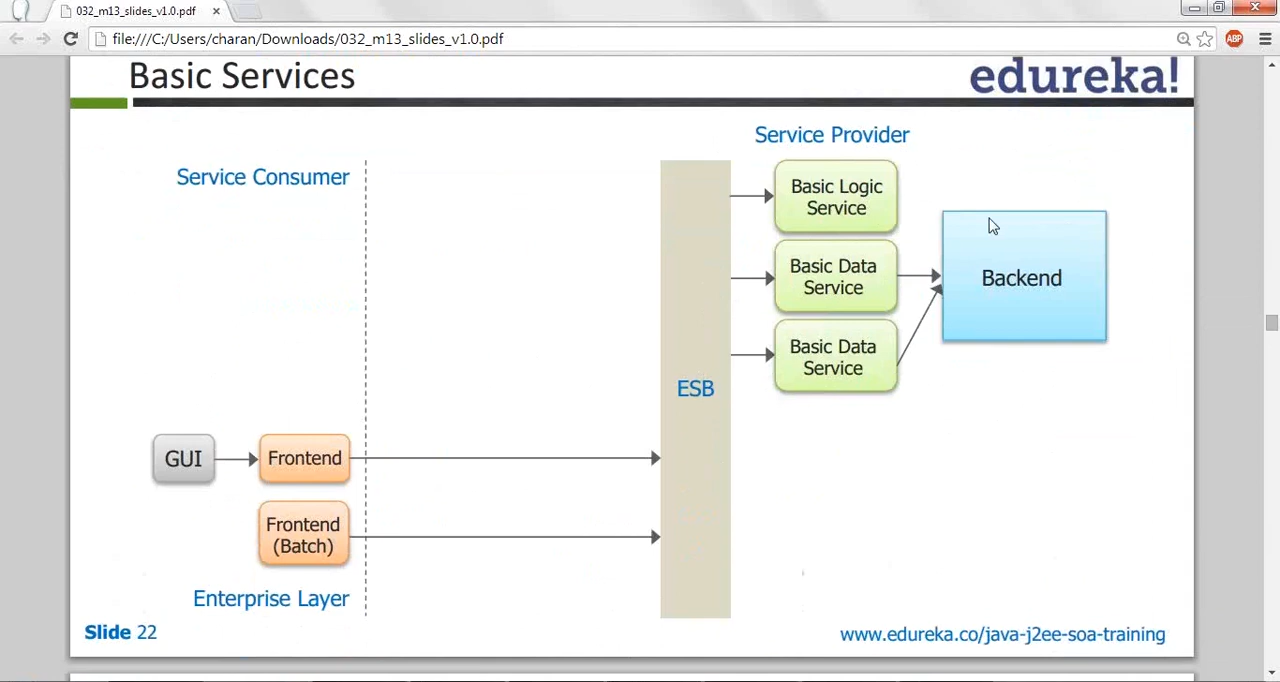 032_m13_slides_v1.0.pdf
file:///C:/Users/charan/Downloads/032_m13_slides_v1.0.pdf
ABP
Basic Services
edureka!
Service Provider
Service Consumer
Basic Logic
Service
Basic Data
Service
Backend
Basic Data
Service
ESB
GUI
Frontend
Frontend
(Batch)
Enterprise Layer
Slide 22
www.edureka.co/java-j2ee-soa-training